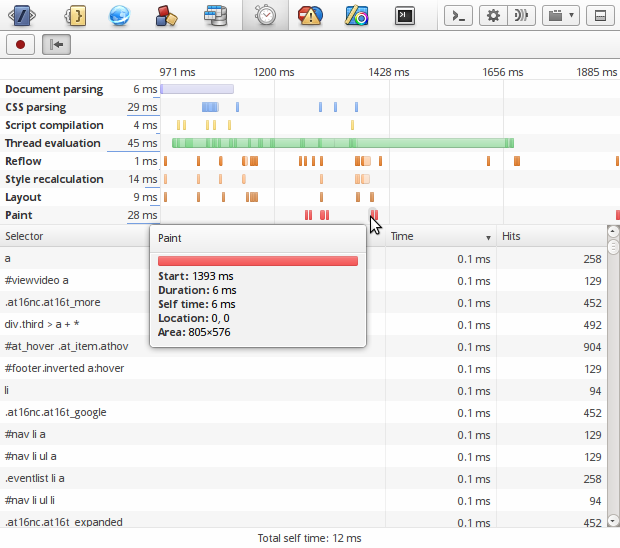 971 ms 1200 ms 1428 ms 1656 ms 1885 ms
Document parsing 6 ms
CSS parsing 29 ms
Script compilation 4 ms
Thread evaluation 45 ms
Reflow 1 ms
Style recalculation 14 ms
Layout 9 ms
Paint 28 ms
Selector Time Hits
Paint
Start: 1393 ms
Duration: 6 ms
Self time: 6 ms
Location: 0, 0
Area: 805×576
a 0.1 ms 258
#viewvideo a 0.1 ms 129
.at16nc.at16t_more 0.1 ms 452
div.third > a + * 0.1 ms 492
#at_hover .at_item.athov 0.1 ms 904
#footer.inverted a:hover 0.1 ms 129
li 0.1 ms 94
.at16nc.at16t_google 0.1 ms 452
#nav li a 0.1 ms 129
#nav li ul a 0.1 ms 129
.eventlist li a 0.1 ms 258
#nav li ul li 0.1 ms 94
.at16nc.at16t_expanded 0.1 ms 452
Total self time: 12 ms